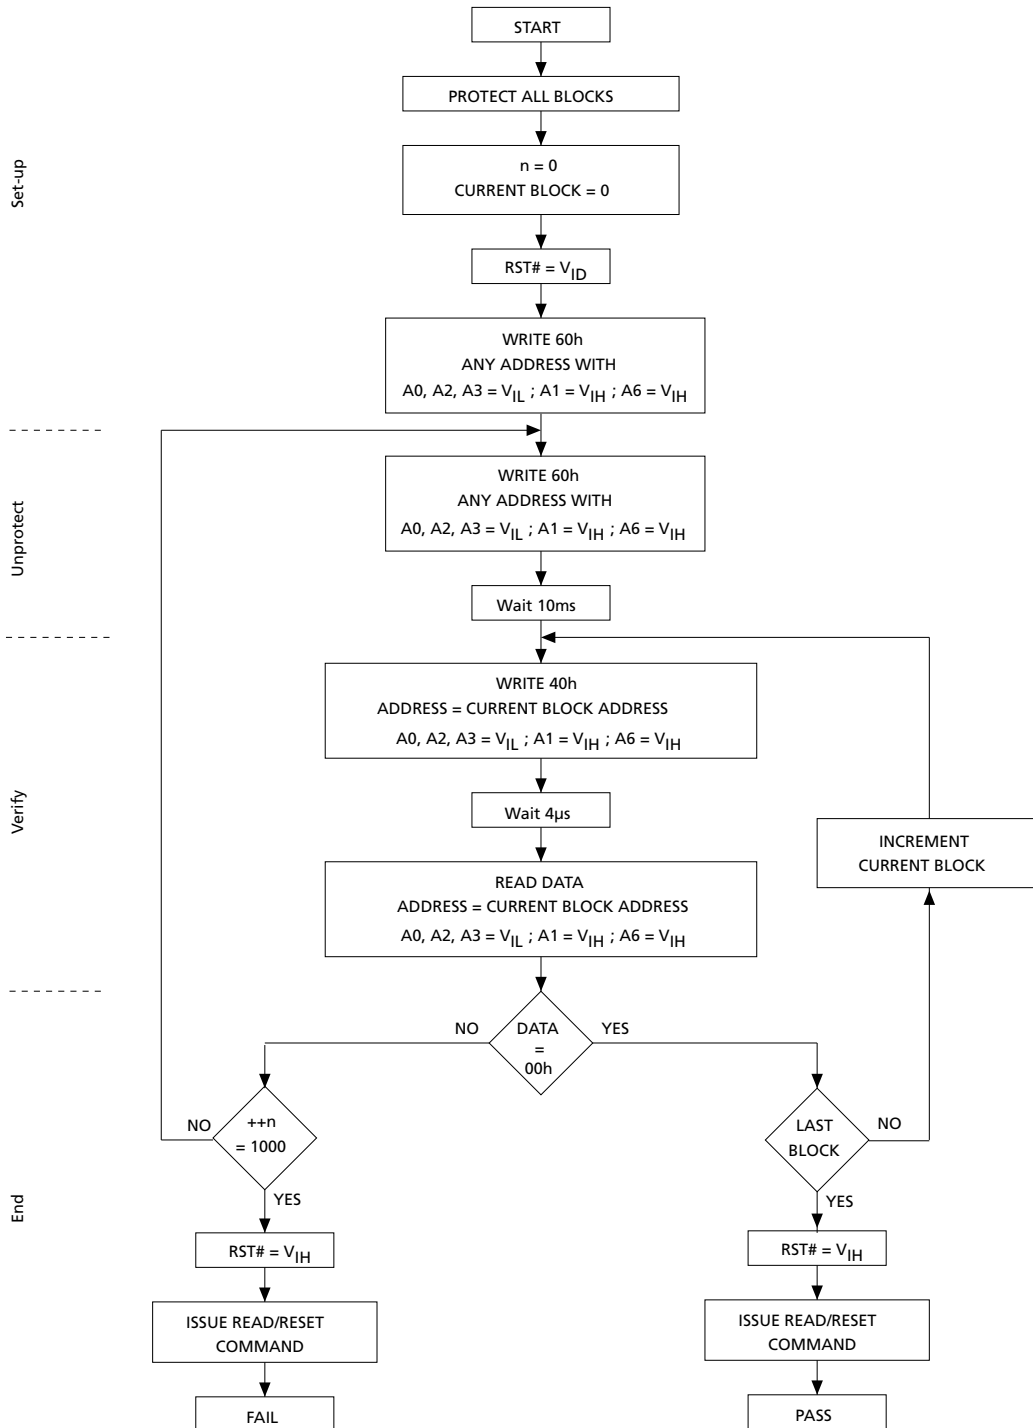 START
PROTECT ALL BLOCKS
Set-up
n = 0
CURRENT BLOCK = 0
RST# = VID
WRITE 60h
ANY ADDRESS WITH
A0, A2, A3 = VIL ; A1 = VIH ; A6 = VIH
Unprotect
WRITE 60h
ANY ADDRESS WITH
A0, A2, A3 = VIL ; A1 = VIH ; A6 = VIH
Wait 10ms
Verify
WRITE 40h
ADDRESS = CURRENT BLOCK ADDRESS
A0, A2, A3 = VIL ; A1 = VIH ; A6 = VIH
Wait 4µs
INCREMENT
CURRENT BLOCK
READ DATA
ADDRESS = CURRENT BLOCK ADDRESS
A0, A2, A3 = VIL ; A1 = VIH ; A6 = VIH
End
NO
DATA
=
00h
YES
NO
++n
= 1000
YES
LAST
BLOCK
NO
YES
RST# = VIH
RST# = VIH
ISSUE READ/RESET
COMMAND
ISSUE READ/RESET
COMMAND
FAIL
PASS